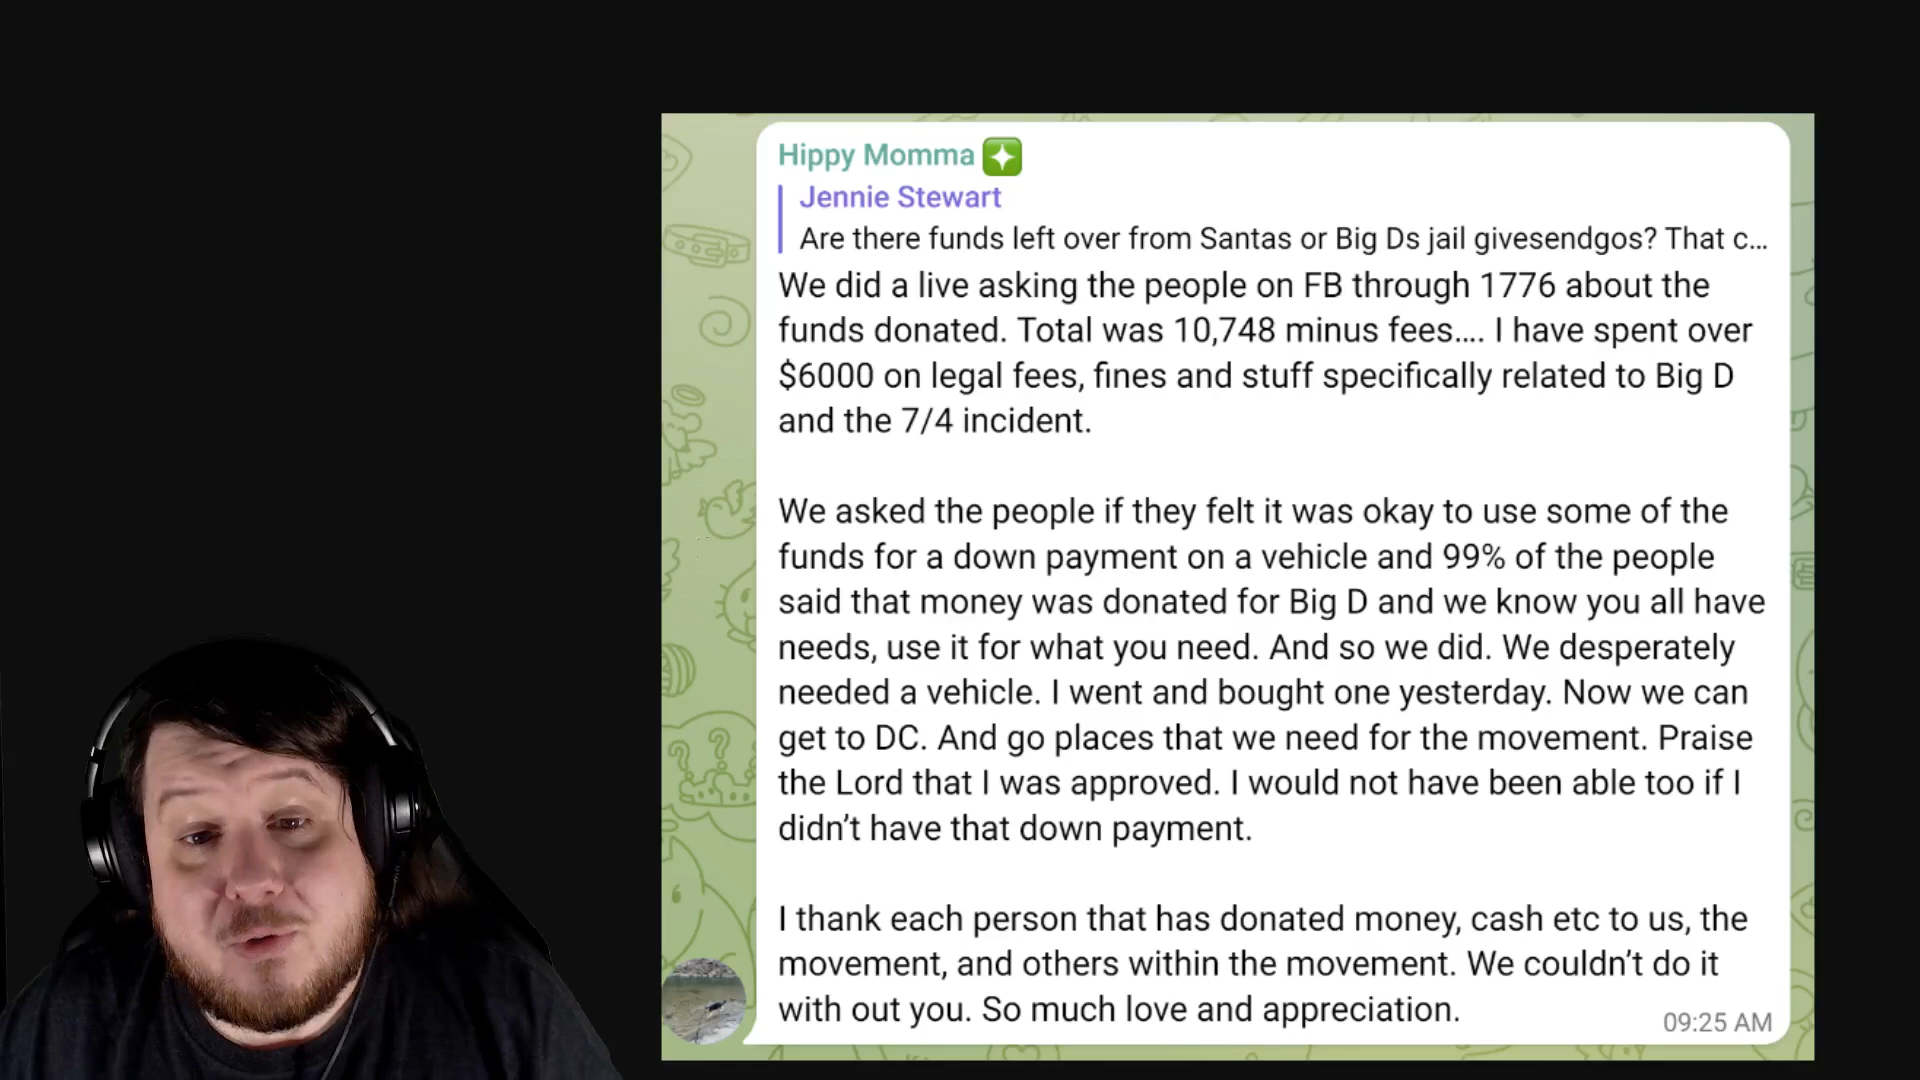 Hippy Momma
Jennie Stewart
Are there funds left over from Santas or Big Ds jail givesendgos? That c...
We did a live asking the people on FB through 1776 about the
funds donated. Total was 10,748 minus fees.... I have spent over
$6000 on legal fees, fines and stuff specifically related to Big D
and the 7/4 incident.
We asked the people if they felt it was okay to use some of the
funds for a down payment on a vehicle and 99% of the people
said that money was donated for Big D and we know you all have
needs, use it for what you need. And so we did. We desperately
needed a vehicle. I went and bought one yesterday. Now we can
get to DC. And go places that we need for the movement. Praise
the Lord that I was approved. I would not have been able too if I
didn't have that down payment.
I thank each person that has donated money, cash etc to us, the
movement, and others within the movement. We couldn't do it
with out you. So much love and appreciation.
09:25 AM